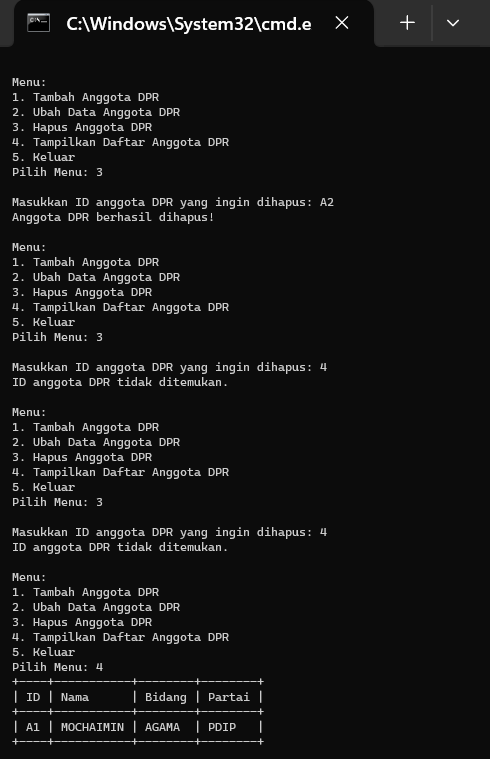 C:\Windows\System32\cmd.e
Menu:
1. Tambah Anggota DPR
2. Ubah Data Anggota DPR
3. Hapus Anggota DPR
4. Tampilkan Daftar Anggota DPR
5. Keluar
Pilih Menu: 3
Masukkan ID anggota DPR yang ingin dihapus: A2
Anggota DPR berhasil dihapus!
Menu:
1. Tambah Anggota DPR
2. Ubah Data Anggota DPR
3. Hapus Anggota DPR
4. Tampilkan Daftar Anggota DPR
5. Keluar
Pilih Menu: 3
Masukkan ID anggota DPR yang ingin dihapus: 4
ID anggota DPR tidak ditemukan.
Menu:
1. Tambah Anggota DPR
2. Ubah Data Anggota DPR
3. Hapus Anggota DPR
4. Tampilkan Daftar Anggota DPR
5. Keluar
Pilih Menu: 3
Masukkan ID anggota DPR yang ingin dihapus: 4
ID anggota DPR tidak ditemukan.
Menu:
1. Tambah Anggota DPR
2. Ubah Data Anggota DPR
3. Hapus Anggota DPR
4. Tampilkan Daftar Anggota DPR
5. Keluar
Pilih Menu: 4
+----+-----------+--------+--------+
| ID | Nama      | Bidang | Partai |
+----+-----------+--------+--------+
| A1 | MOCHAIMIN | AGAMA  | PDIP   |
+----+-----------+--------+--------+